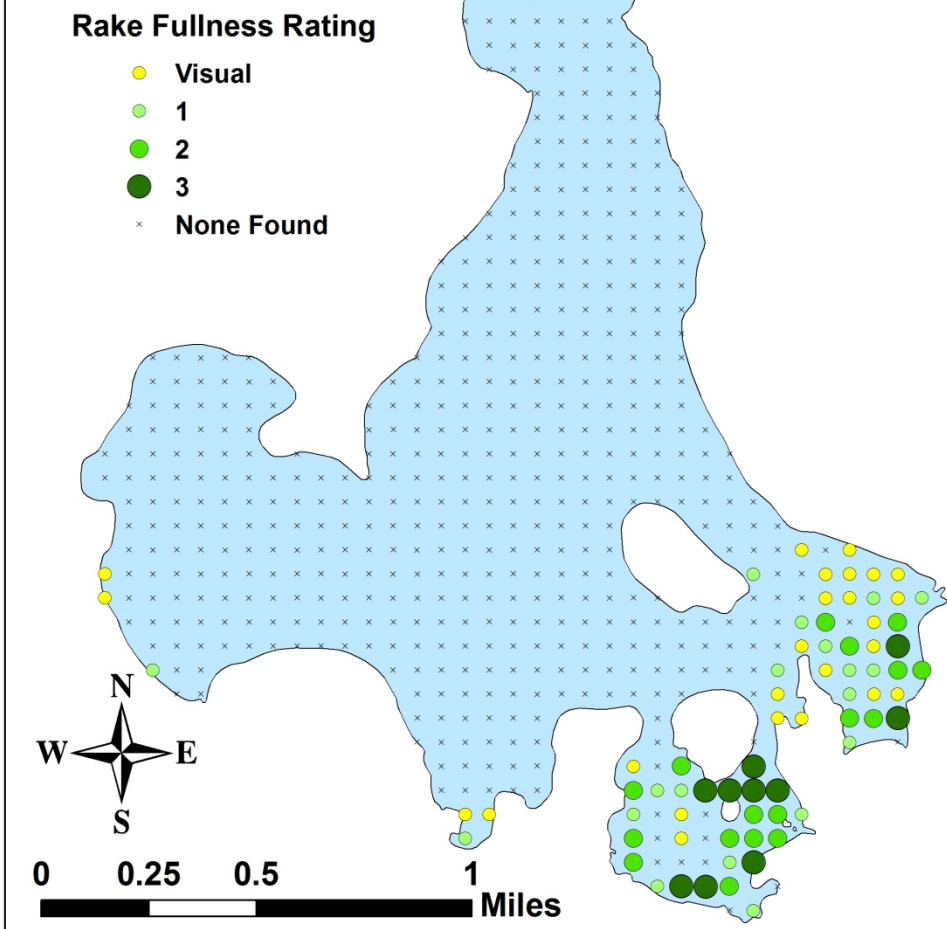 Rake Fullness Rating
Visual
1
2
3
None Found
N
W E
S
0 0.25 0.5 1
Miles